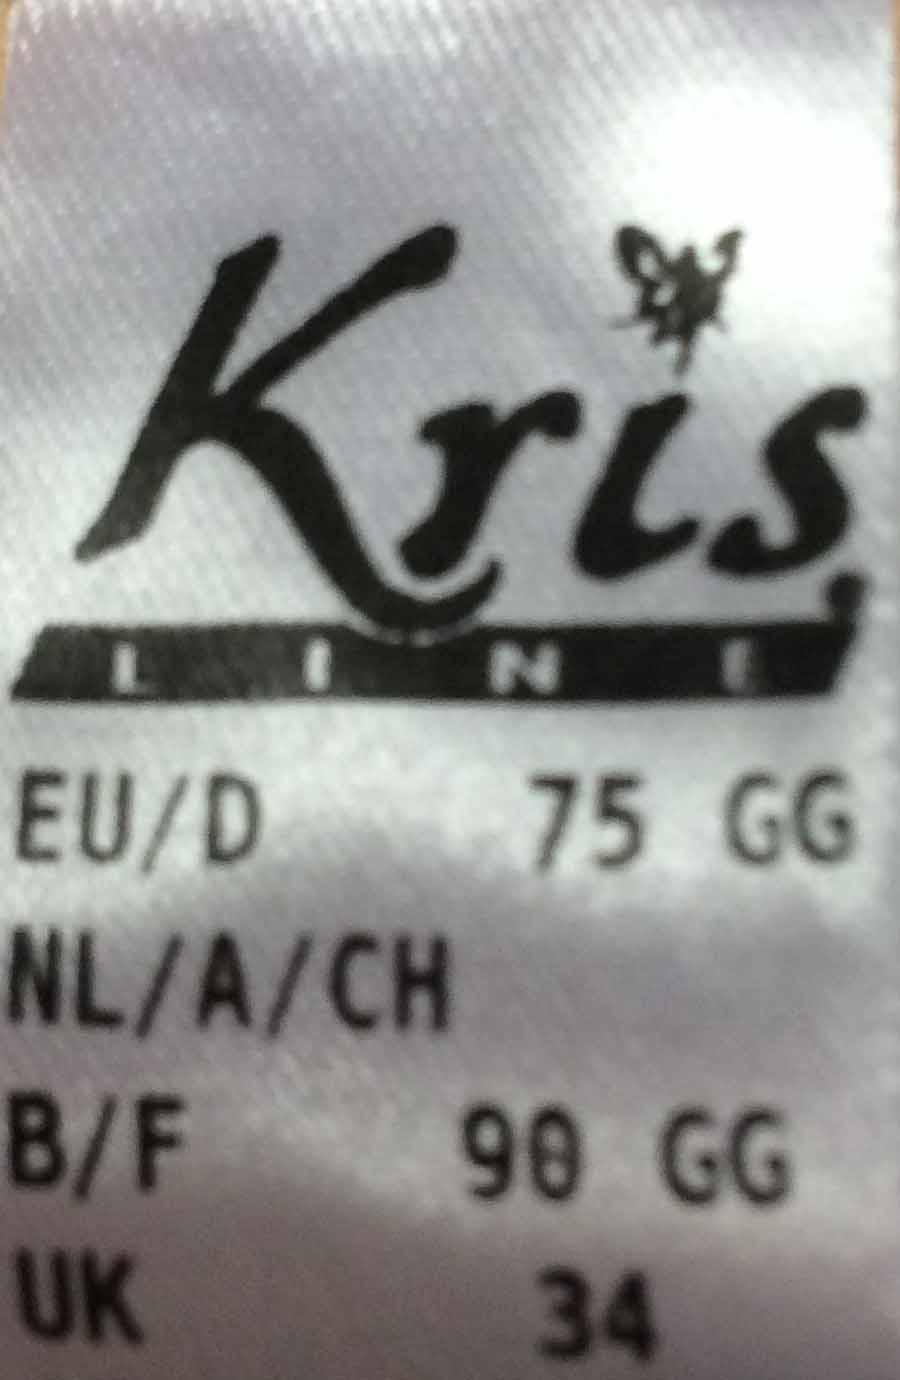 Kris
LINE
EU/D 75 GG
NL/A/CH
B/F 90 GG
UK 34